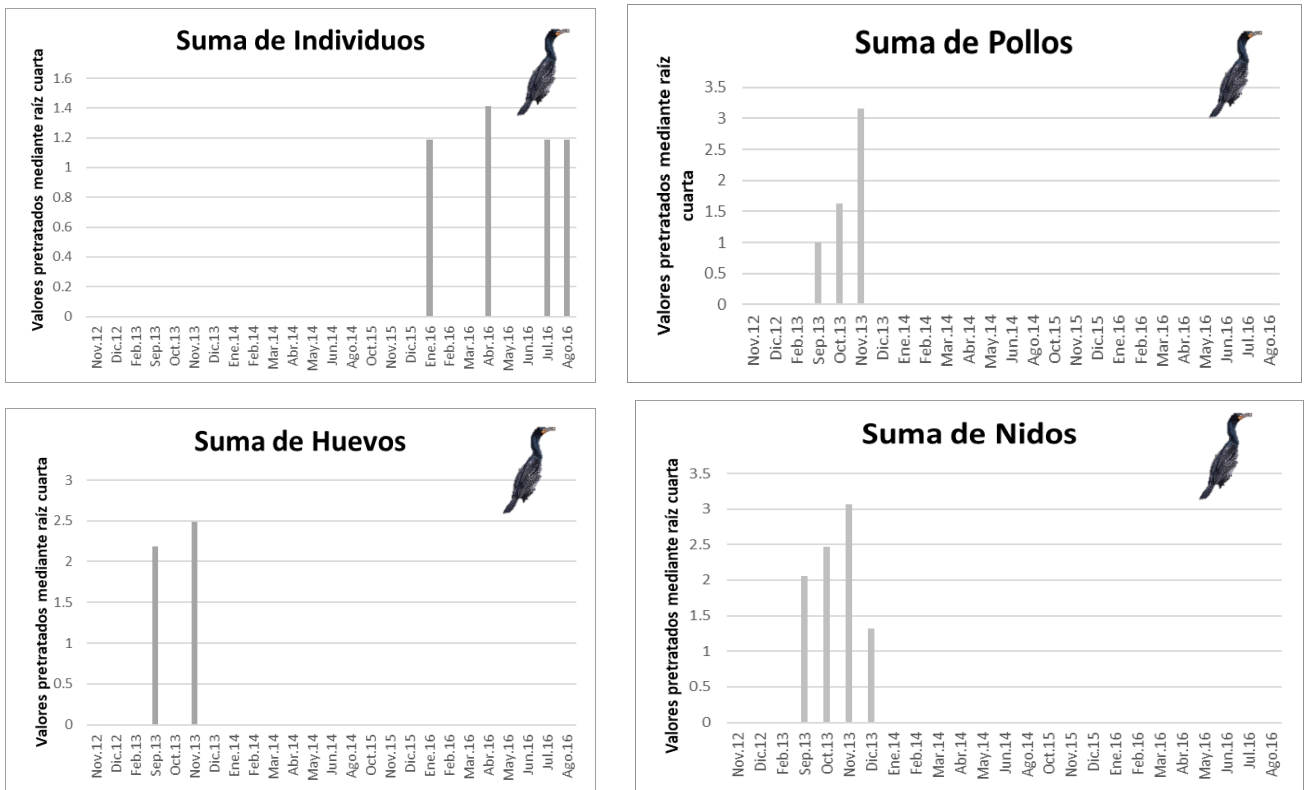 Suma de Individuos
Valores pretratados mediante raíz cuarta
1.6
1.4
1.2
1
0.8
0.6
0.4
0.2
0
Nov.12 Dic.12 Feb.13 Sep.13 Oct.13 Nov.13 Dic.13 Ene.14 Feb.14 Mar.14 Abr.14 May.14 Jun.14 Ago.14 Oct.15 Nov.15 Dic.15 Ene.16 Feb.16 Mar.16 Abr.16 May.16 Jun.16 Jul.16 Ago.16
Suma de Pollos
Valores pretratados mediante raíz
cuarta
3.5
3
2.5
2
1.5
1
0.5
0
Nov.12 Dic.12 Feb.13 Sep.13 Oct.13 Nov.13 Dic.13 Ene.14 Feb.14 Mar.14 Abr.14 May.14 Jun.14 Ago.14 Oct.15 Nov.15 Dic.15 Ene.16 Feb.16 Mar.16 Abr.16 May.16 Jun.16 Jul.16 Ago.16
Suma de Huevos
Valores pretratados mediante raíz cuarta
3
2.5
2
1.5
1
0.5
0
Nov.12 Dic.12 Feb.13 Sep.13 Oct.13 Nov.13 Dic.13 Ene.14 Feb.14 Mar.14 Abr.14 May.14 Jun.14 Ago.14 Oct.15 Nov.15 Dic.15 Ene.16 Feb.16 Mar.16 Abr.16 May.16 Jun.16 Jul.16 Ago.16
Suma de Nidos
Valores pretratados mediante raíz cuarta
3.5
3
2.5
2
1.5
1
0.5
0
Nov.12 Dic.12 Feb.13 Sep.13 Oct.13 Nov.13 Dic.13 Ene.14 Feb.14 Mar.14 Abr.14 May.14 Jun.14 Ago.14 Oct.15 Nov.15 Dic.15 Ene.16 Feb.16 Mar.16 Abr.16 May.16 Jun.16 Jul.16 Ago.16